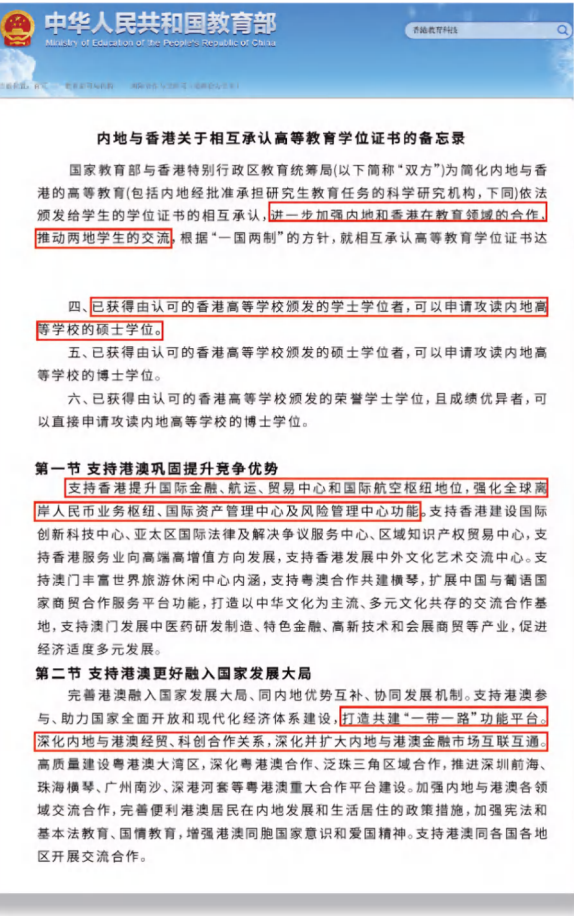 中华人民共和国教育部
Ministry of Education of the People's Republic of China
内地与香港关于相互承认高等教育学位证书的备忘录
国家教育部与香港特别行政区教育统筹局(以下简称“双方”)为简化内地与香
港的高等教育(包括内地经批准承担研究生教育任务的科学研究机构,下同)依法
颁发给学生的学位证书的相互承认,进一步加强内地和香港在教育领域的合作,
推动两地学生的交流,根据“一国两制”的方针,就相互承认高等教育学位证书达
四、已获得由认可的香港高等学校颁发的学士学位者,可以申请攻读内地高
等学校的硕士学位。
五、已获得由认可的香港高等学校颁发的硕士学位者,可以申请攻读内地高
等学校的博士学位。
六、已获得由认可的香港高等学校颁发的荣誉学士学位,且成绩优异者,可
以直接申请攻读内地高等学校的博士学位。
第一节 支持港澳巩固提升竞争优势
支持香港提升国际金融、航运、贸易中心和国际航空枢纽地位,强化全球离
岸人民币业务枢纽、国际资产管理中心及风险管理中心功能。支持香港建设国际
创新科技中心、亚太区国际法律及解决争议服务中心、区域知识产权贸易中心,支
持香港服务业向高端高增值方向发展,支持香港发展中外文化艺术交流中心。支
持澳门丰富世界旅游休闲中心内涵,支持粤澳合作共建横琴,扩展中国与葡语国
家商贸合作服务平台功能,打造以中华文化为主流、多元文化共存的交流合作基
地,支持澳门发展中医药研发制造、特色金融、高新技术和会展商贸等产业,促进
经济适度多元发展。
第二节 支持港澳更好融入国家发展大局
完善港澳融入国家发展大局、同内地优势互补、协同发展机制。支持港澳参
与、助力国家全面开放和现代化经济体系建设,打造共建“一带一路”功能平台。
深化内地与港澳经贸、科创合作关系,深化并扩大内地与港澳金融市场互联互通。
高质量建设粤港澳大湾区,深化粤港澳合作、泛珠三角区域合作,推进深圳前海、
珠海横琴、广州南沙、深港河套等粤港澳重大合作平台建设。加强内地与港澳各领
域交流合作,完善便利港澳居民在内地发展和生活居住的政策措施,加强宪法和
基本法教育、国情教育,增强港澳同胞国家意识和爱国精神。支持港澳同各国各地
区开展交流合作。